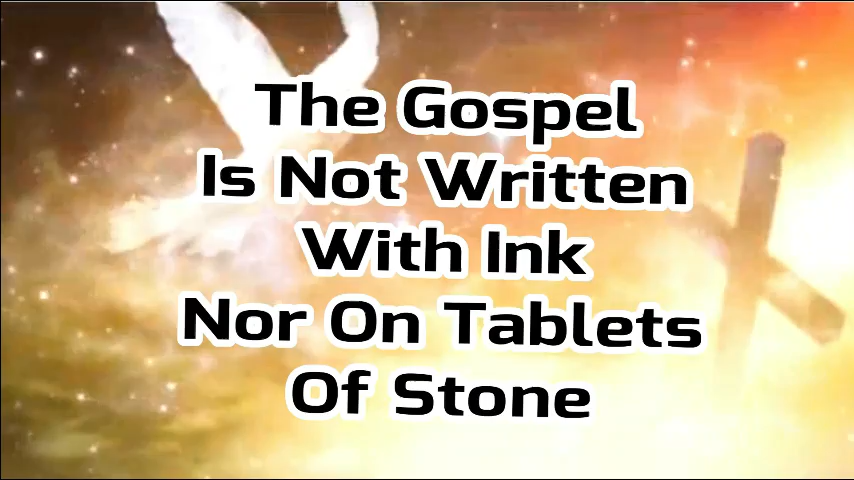 The Gospel
Is Not Written
With Ink
Nor On Tablets
Of Stone